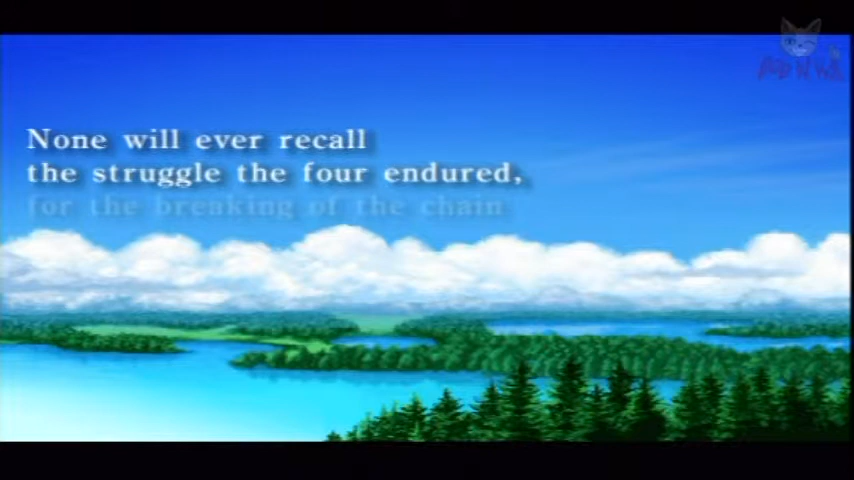 None will ever recall
the struggle the four endured,
for the breaking of the chain